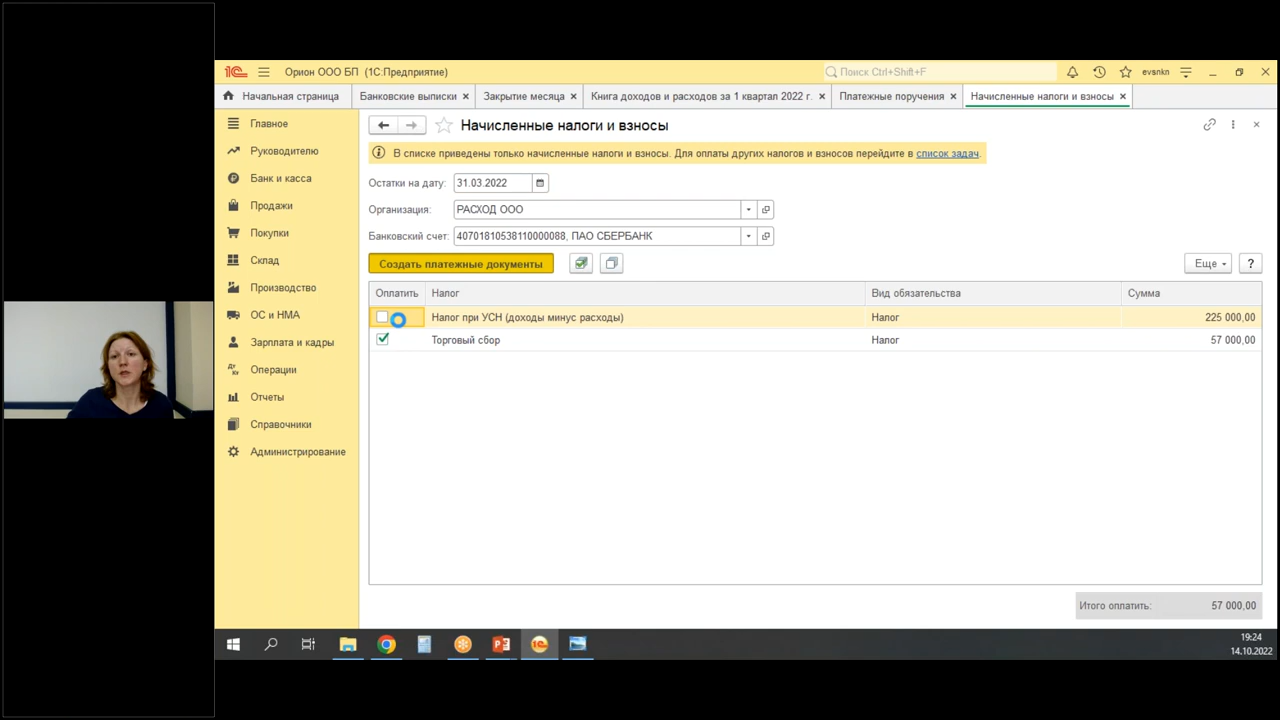 1С Орион ООО БП (1С:Предприятие) Поиск Ctrl+Shift+F evsnkn
Начальная страница Банковские выписки Закрытие месяца Книга доходов и расходов за 1 квартал 2022 г. Платежные поручения Начисленные налоги и взносы
Главное
Руководителю
Банк и касса
Продажи
Покупки
Склад
Производство
ОС и НМА
Зарплата и кадры
Операции
Отчеты
Справочники
Администрирование
Начисленные налоги и взносы
В списке приведены только начисленные налоги и взносы. Для оплаты других налогов и взносов перейдите в список задач.
Остатки на дату: 31.03.2022
Организация: РАСХОД ООО
Банковский счет: 40701810538110000088, ПАО СБЕРБАНК
Создать платежные документы Еще ?
Оплатить Налог Вид обязательства Сумма
Налог при УСН (доходы минус расходы) Налог 225 000,00
Торговый сбор Налог 57 000,00
Итого оплатить: 57 000,00
19:24
14.10.2022